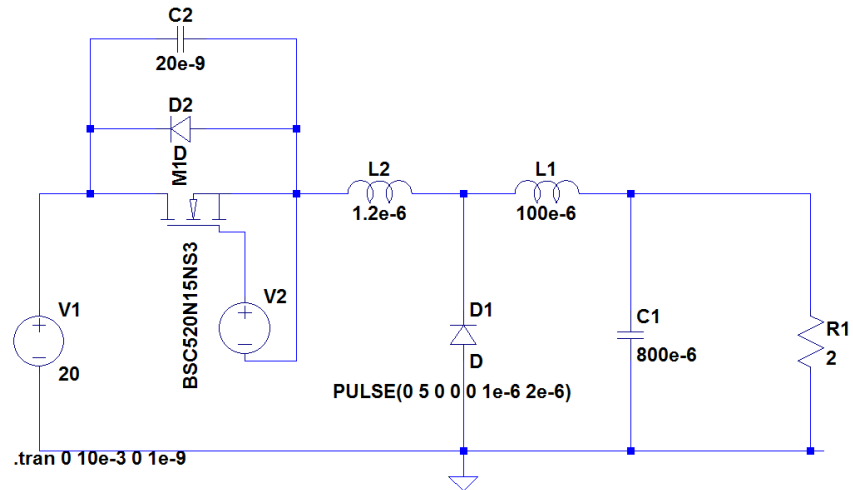 C2
20e-9
D2
D
M1
L2
1.2e-6
L1
100e-6
BSC520N15NS3
V2
V1
20
D1
D
C1
800e-6
R1
2
PULSE(0 5 0 0 0 1e-6 2e-6)
.tran 0 10e-3 0 1e-9